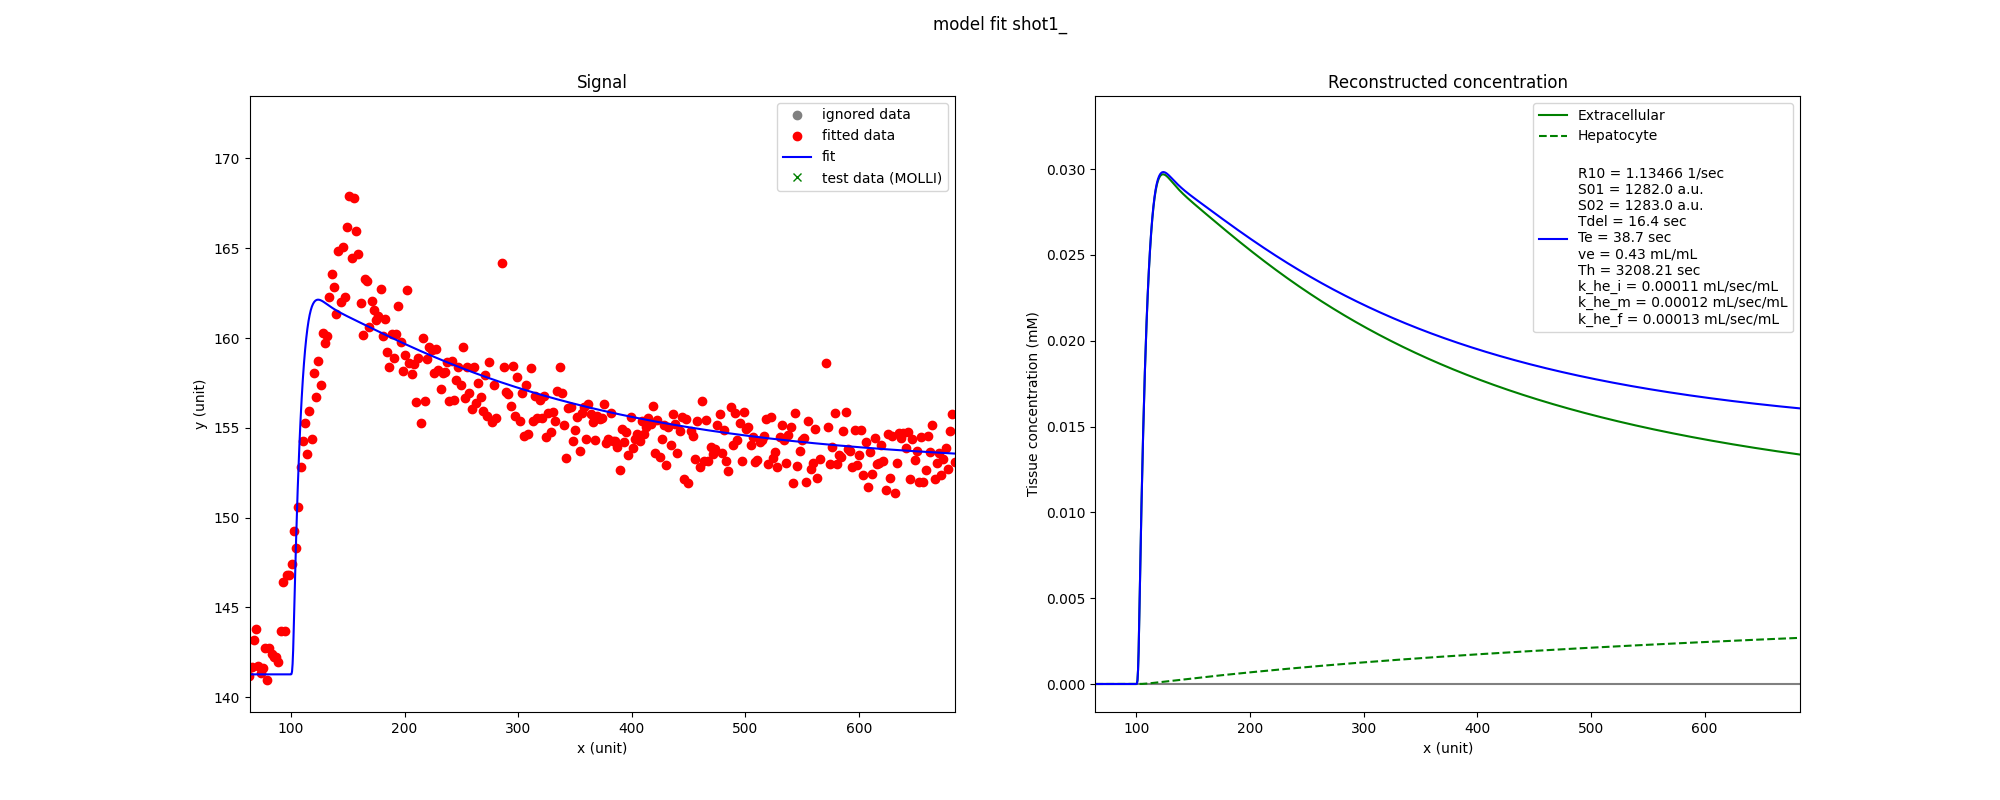 model fit shot1_
Signal
ignored data
fitted data
fit
test data (MOLLI)
170
165
160
155
150
145
140
y (unit)
100 200 300 400 500 600
x (unit)
Reconstructed concentration
Extracellular
Hepatocyte
R10 = 1.13466 1/sec
S01 = 1282.0 a.u.
S02 = 1283.0 a.u.
Tdel = 16.4 sec
Te = 38.7 sec
ve = 0.43 mL/mL
Th = 3208.21 sec
k_he_i = 0.00011 mL/sec/mL
k_he_m = 0.00012 mL/sec/mL
k_he_f = 0.00013 mL/sec/mL
0.030
0.025
0.020
0.015
0.010
0.005
0.000
Tissue concentration (mM)
100 200 300 400 500 600
x (unit)